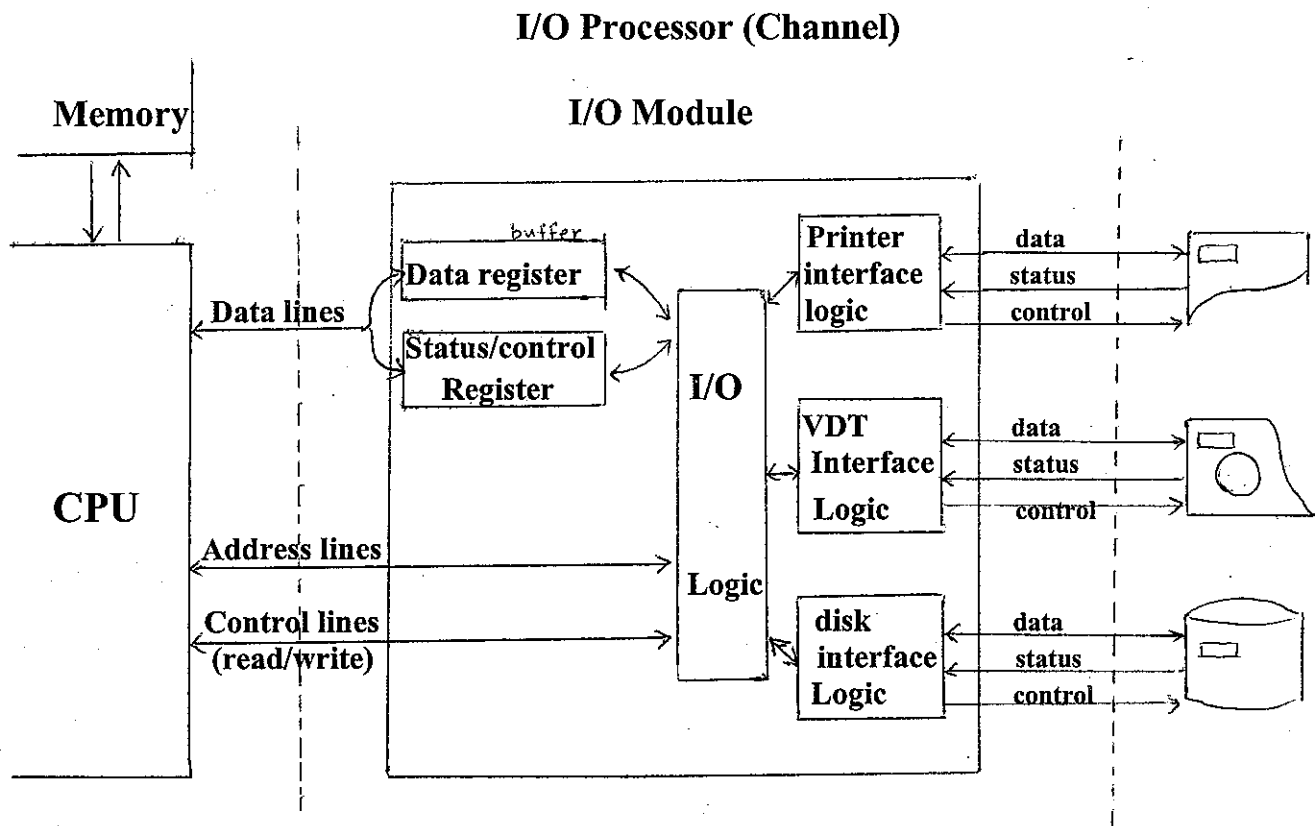 I/O Processor (Channel)
Memory
I/O Module
buffer
Data register
Data lines
Status/control
Register
I/O
Logic
CPU
Address lines
Control lines
(read/write)
Printer
interface
logic
data
status
control
VDT
Interface
Logic
data
status
control
disk
interface
Logic
data
status
control